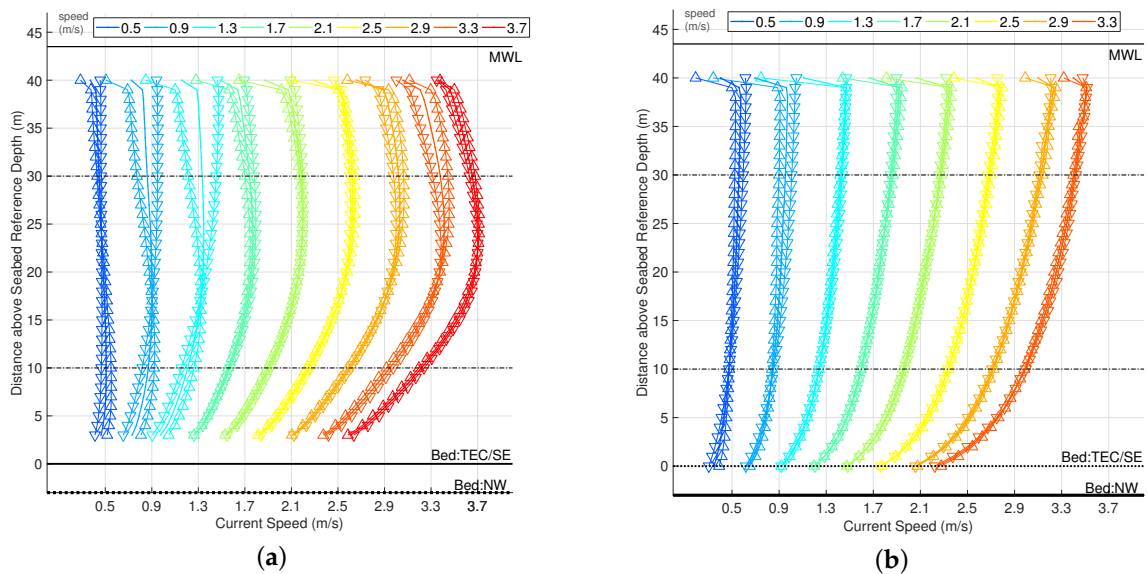 speed
(m/s)
0.5 0.9 1.3 1.7 2.1 2.5 2.9 3.3 3.7
MWL
45
40
35
30
25
20
15
10
5
0
Distance above Seabed Reference Depth (m)
Bed:TEC/SE
Bed:NW
0.5 0.9 1.3 1.7 2.1 2.5 2.9 3.3 3.7
Current Speed (m/s)
(a)
speed
(m/s)
0.5 0.9 1.3 1.7 2.1 2.5 2.9 3.3
MWL
45
40
35
30
25
20
15
10
5
0
Distance above Seabed Reference Depth (m)
Bed:TEC/SE
Bed:NW
0.5 0.9 1.3 1.7 2.1 2.5 2.9 3.3 3.7
Current Speed (m/s)
(b)